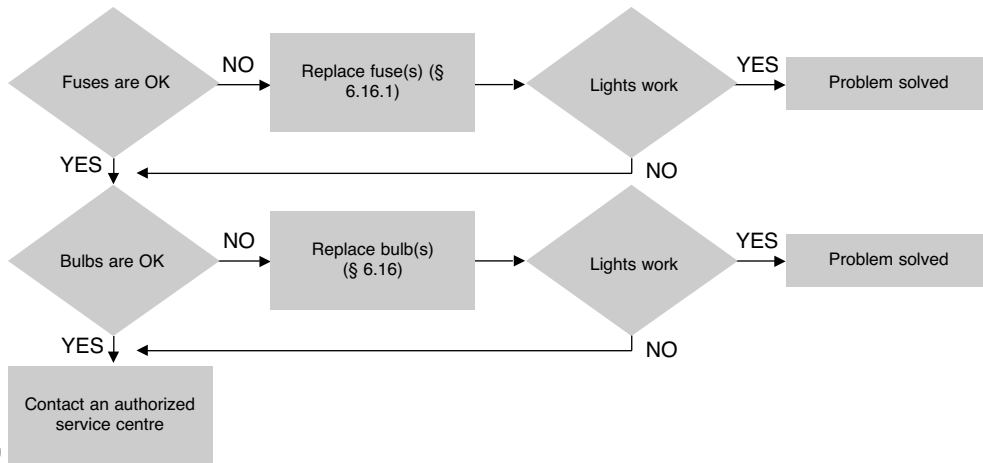 Fuses are OK
NO
Replace fuse(s) (§
6.16.1)
Lights work
YES
Problem solved
YES
NO
Bulbs are OK
NO
Replace bulb(s)
(§ 6.16)
Lights work
YES
Problem solved
YES
NO
Contact an authorized
service centre